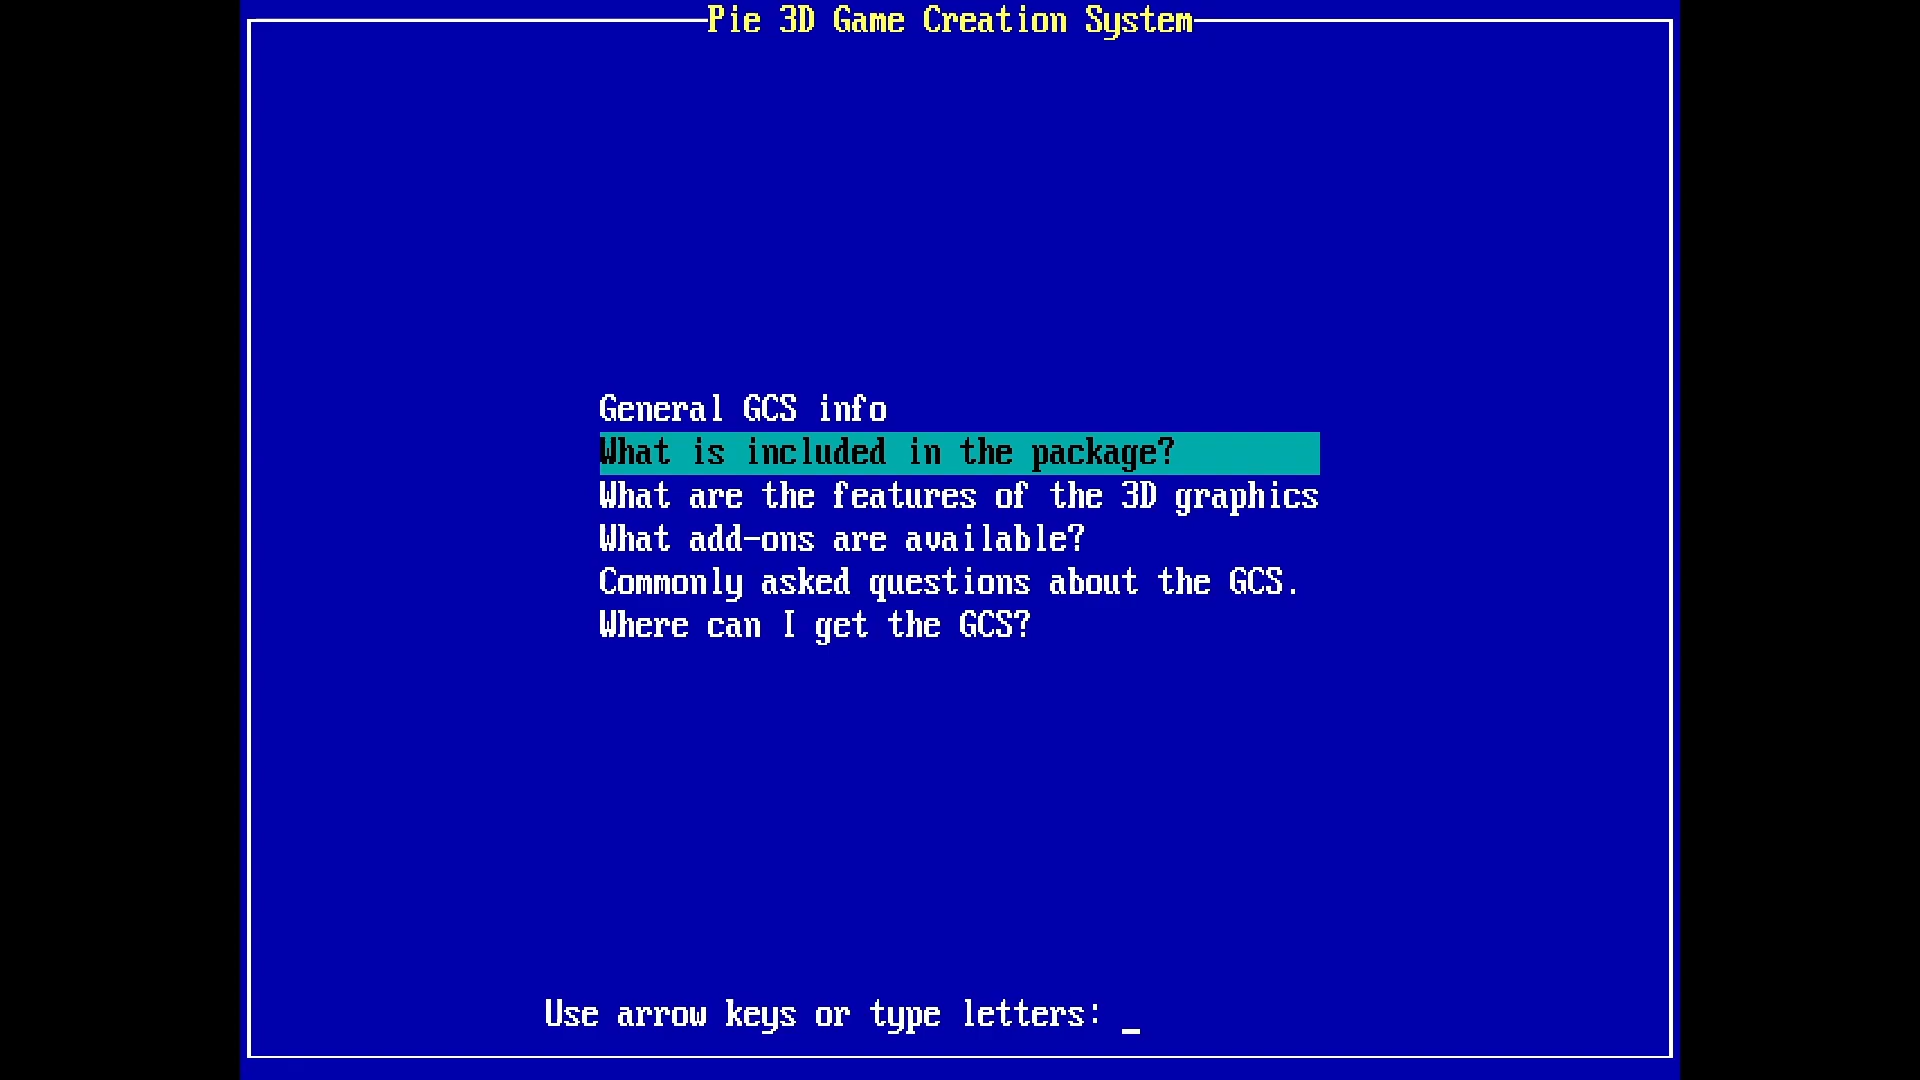 Pie 3D Game Creation System
General GCS info
What is included in the package?
What are the features of the 3D graphics
What add-ons are available?
Commonly asked questions about the GCS.
Where can I get the GCS?
Use arrow keys or type letters: _